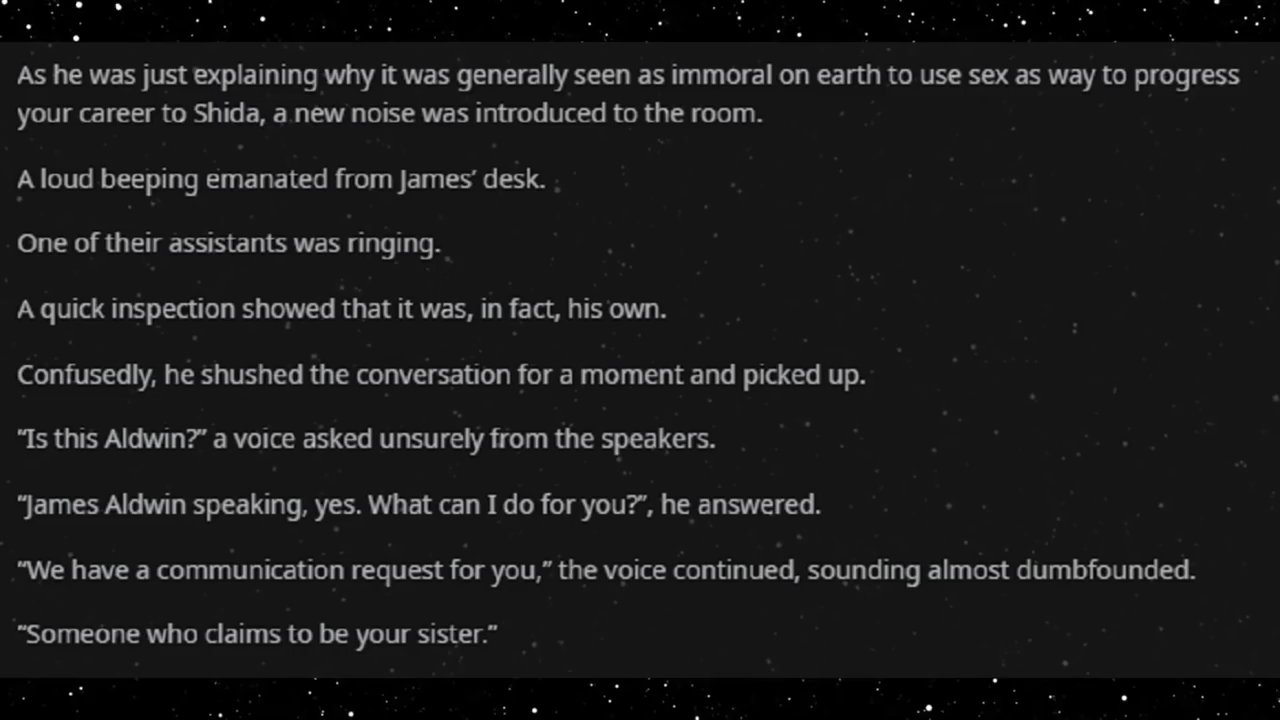 As he was just explaining why it was generally seen as immoral on earth to use sex as way to progress
your career to Shida, a new noise was introduced to the room.
A loud beeping emanated from James’ desk.
One of their assistants was ringing.
A quick inspection showed that it was, in fact, his own.
Confusedly, he shushed the conversation for a moment and picked up.
“Is this Aldwin?” a voice asked unsurely from the speakers.
“James Aldwin speaking, yes. What can I do for you?”, he answered.
“We have a communication request for you,” the voice continued, sounding almost dumbfounded.
“Someone who claims to be your sister.”